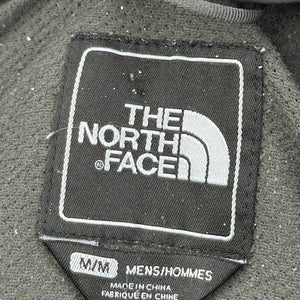 THE
NORTH
®FACE
M/M MENS/HOMMES
MADE IN CHINA
FABRIQUÉ EN CHINE